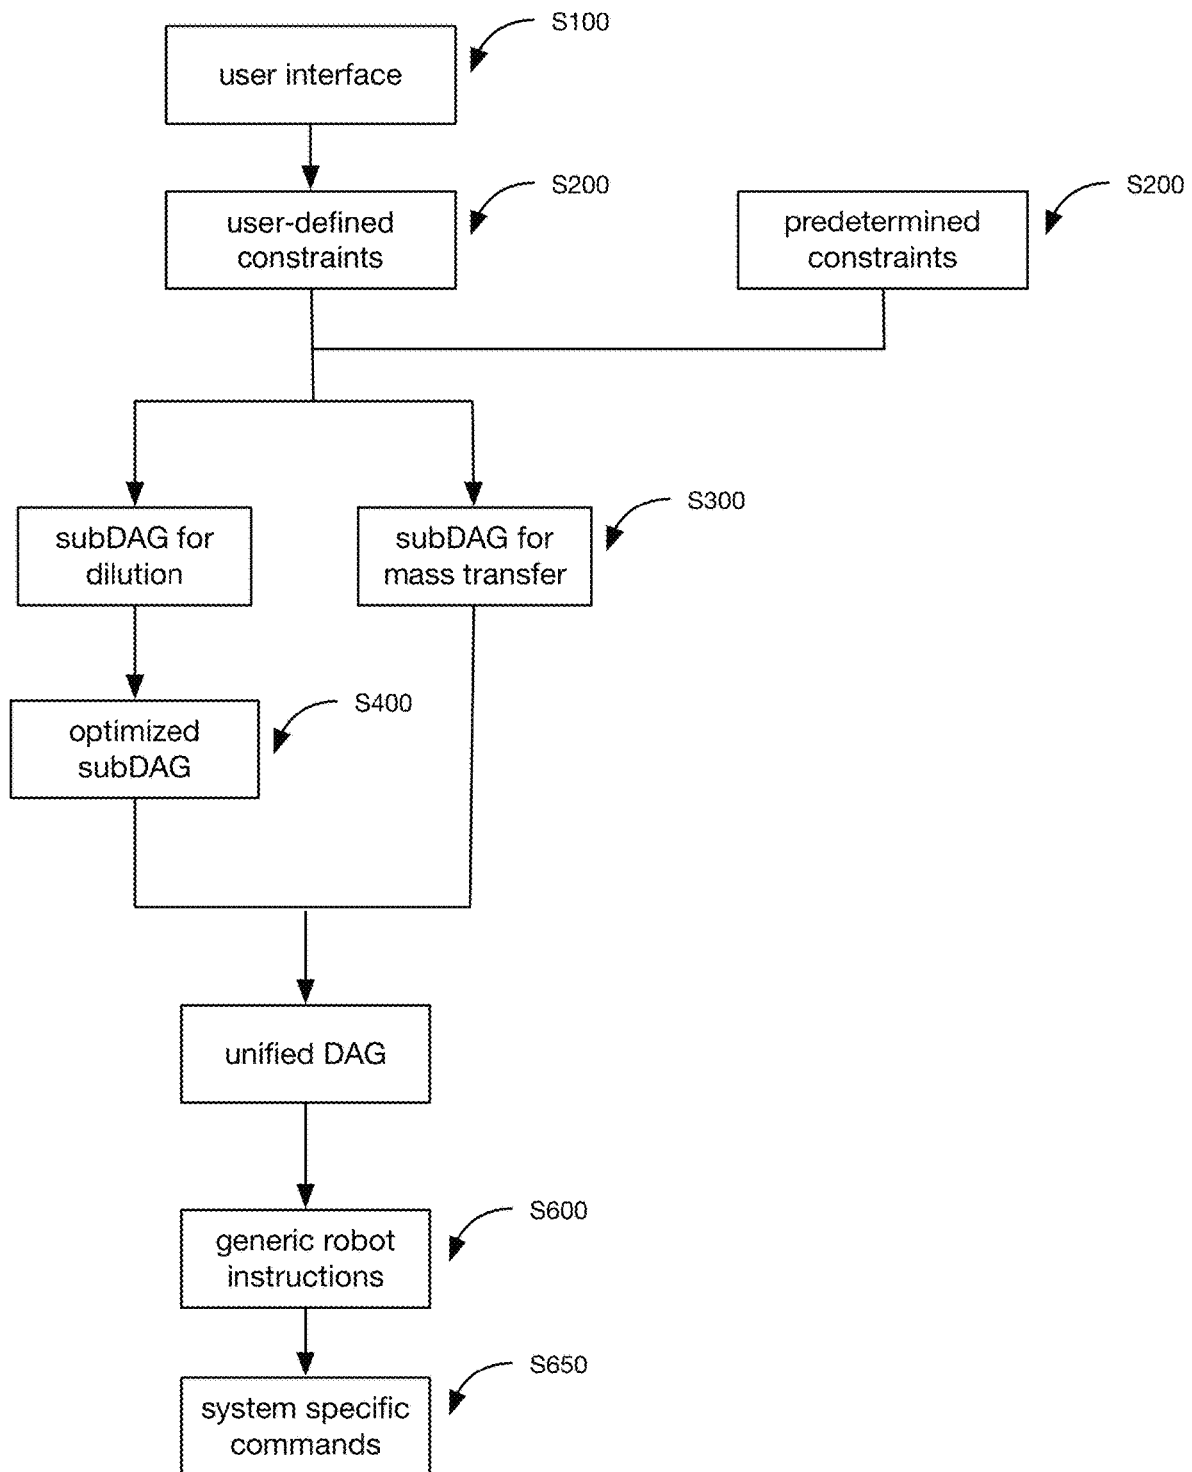 S100
user interface
S200
S200
user-defined
constraints
predetermined
constraints
S300
subDAG for
dilution
subDAG for
mass transfer
S400
optimized
subDAG
unified DAG
S600
generic robot
instructions
S650
system specific
commands